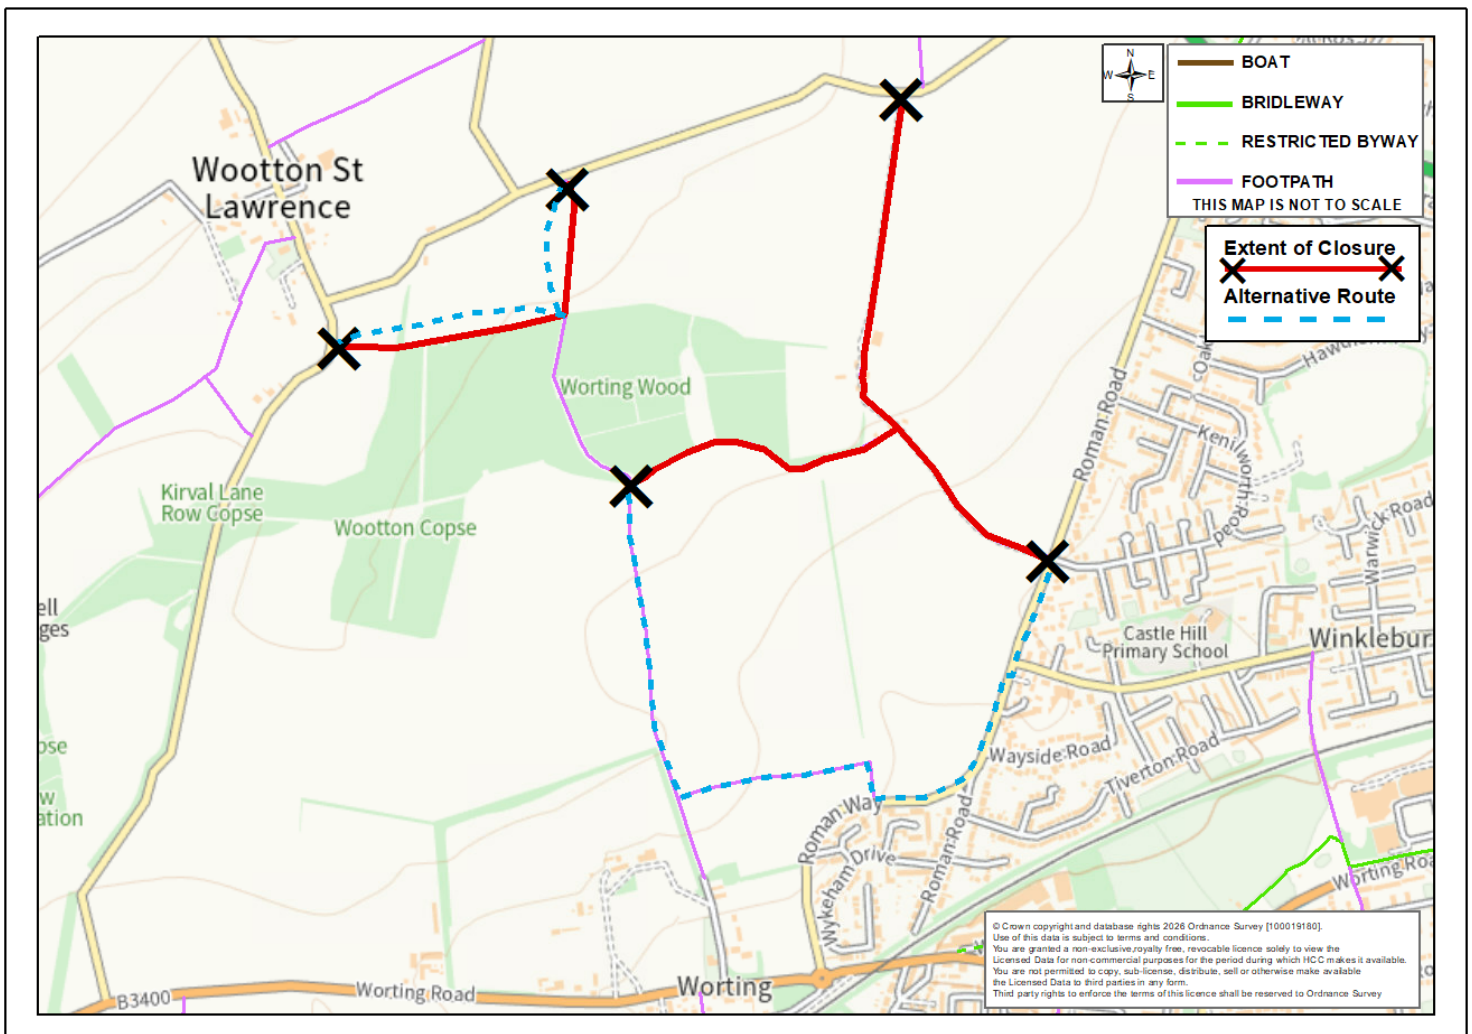 N
W E
S
BOAT
BRIDLEWAY
RESTRICTED BYWAY
FOOTPATH
THIS MAP IS NOT TO SCALE
Extent of Closure
Alternative Route
Wootton St
Lawrence
Worting Wood
Kirval Lane
Row Copse
Wootton Copse
ell
ges
Roman Road
Kenilworth Road
Warwick Road
Castle Hill
Primary School
Winklebur
Wayside Road
Tiverton Road
Roman Way
Roman Road
Wykeham Drive
Worting Roa
ose
w
ation
B3400
Worting Road
Worting
© Crown copyright and database rights 2026 Ordnance Survey [100019180].
Use of this data is subject to terms and conditions.
You are granted a non-exclusive,royalty free, revocable licence solely to view the
Licensed Data for non-commercial purposes for the period during which HCC makes it available.
You are not permitted to copy, sub-license, distribute, sell or otherwise make available
the Licensed Data to third parties in any form.
Third party rights to enforce the terms of this licence shall be reserved to Ordnance Survey